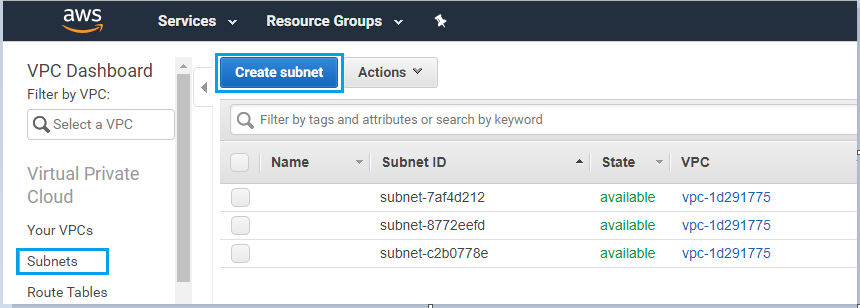 aws Services Resource Groups
VPC Dashboard
Filter by VPC:
Select a VPC
Virtual Private
Cloud
Your VPCs
Subnets
Route Tables
Create subnet Actions
Filter by tags and attributes or search by keyword
Name Subnet ID State VPC
subnet-7af4d212 available vpc-1d291775
subnet-8772eefd available vpc-1d291775
subnet-c2b0778e available vpc-1d291775